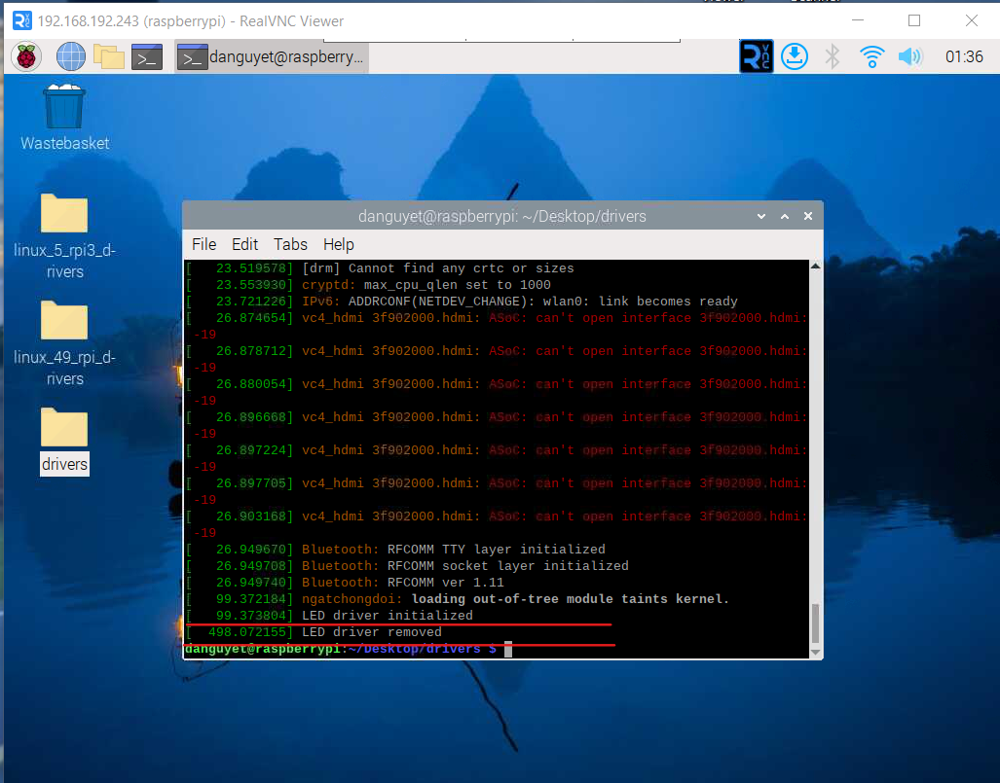 192.168.192.243 (raspberrypi) - RealVNC Viewer
danguyet@raspberry...
01:36
Wastebasket
linux_5_rpi3_d-
rivers
linux_49_rpi_d-
rivers
drivers
danguyet@raspberrypi: ~/Desktop/drivers
File Edit Tabs Help
[   23.519578] [drm] Cannot find any crtc or sizes
[   23.553930] cryptd: max_cpu_qlen set to 1000
[   23.721226] IPv6: ADDRCONF(NETDEV_CHANGE): wlan0: link becomes ready
[   26.874654] vc4_hdmi 3f902000.hdmi: ASoC: can't open interface 3f902000.hdmi:
-19
[   26.878712] vc4_hdmi 3f902000.hdmi: ASoC: can't open interface 3f902000.hdmi:
-19
[   26.880054] vc4_hdmi 3f902000.hdmi: ASoC: can't open interface 3f902000.hdmi:
-19
[   26.896668] vc4_hdmi 3f902000.hdmi: ASoC: can't open interface 3f902000.hdmi:
-19
[   26.897224] vc4_hdmi 3f902000.hdmi: ASoC: can't open interface 3f902000.hdmi:
-19
[   26.897705] vc4_hdmi 3f902000.hdmi: ASoC: can't open interface 3f902000.hdmi:
-19
[   26.903168] vc4_hdmi 3f902000.hdmi: ASoC: can't open interface 3f902000.hdmi:
-19
[   26.949670] Bluetooth: RFCOMM TTY layer initialized
[   26.949708] Bluetooth: RFCOMM socket layer initialized
[   26.949740] Bluetooth: RFCOMM ver 1.11
[   99.372184] ngatchongdoi: loading out-of-tree module taints kernel.
[   99.373804] LED driver initialized
[  498.072155] LED driver removed
danguyet@raspberrypi:~/Desktop/drivers $